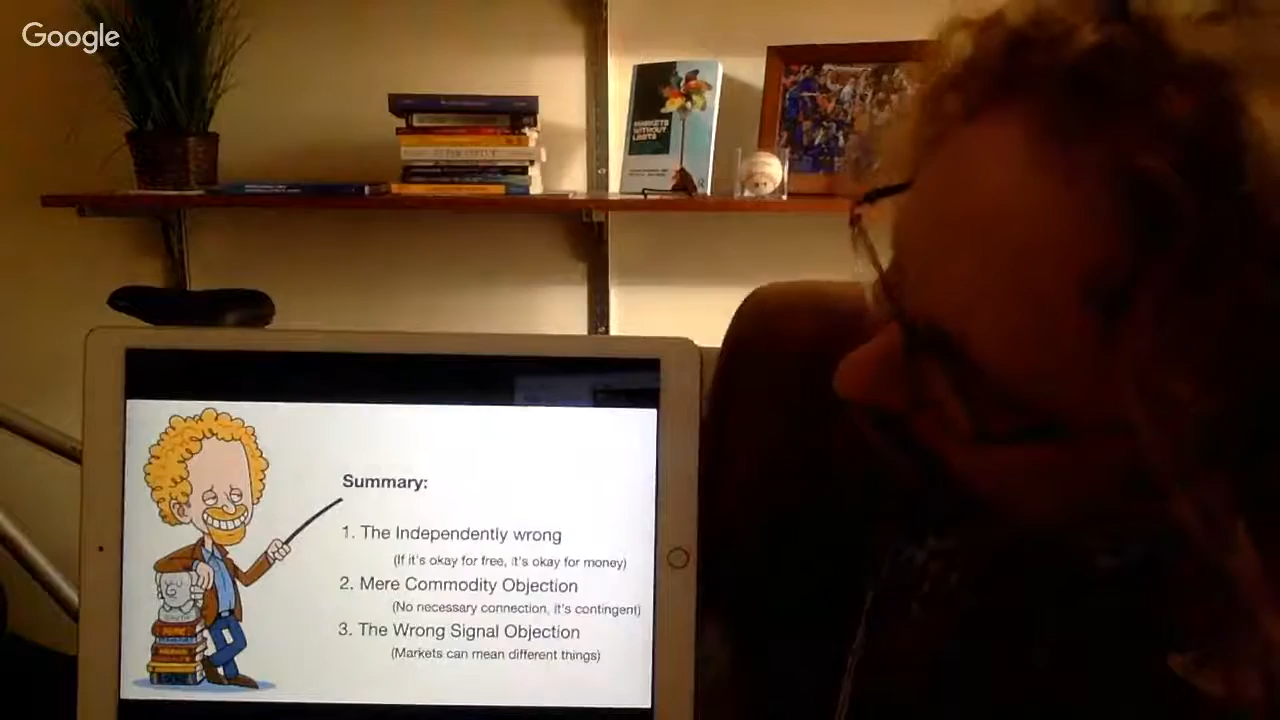 Google
MARKETS
WITHOUT
LIMITS
Summary:
1. The Independently wrong
(If it's okay for free, it's okay for money)
2. Mere Commodity Objection
(No necessary connection, it's contingent)
3. The Wrong Signal Objection
(Markets can mean different things)